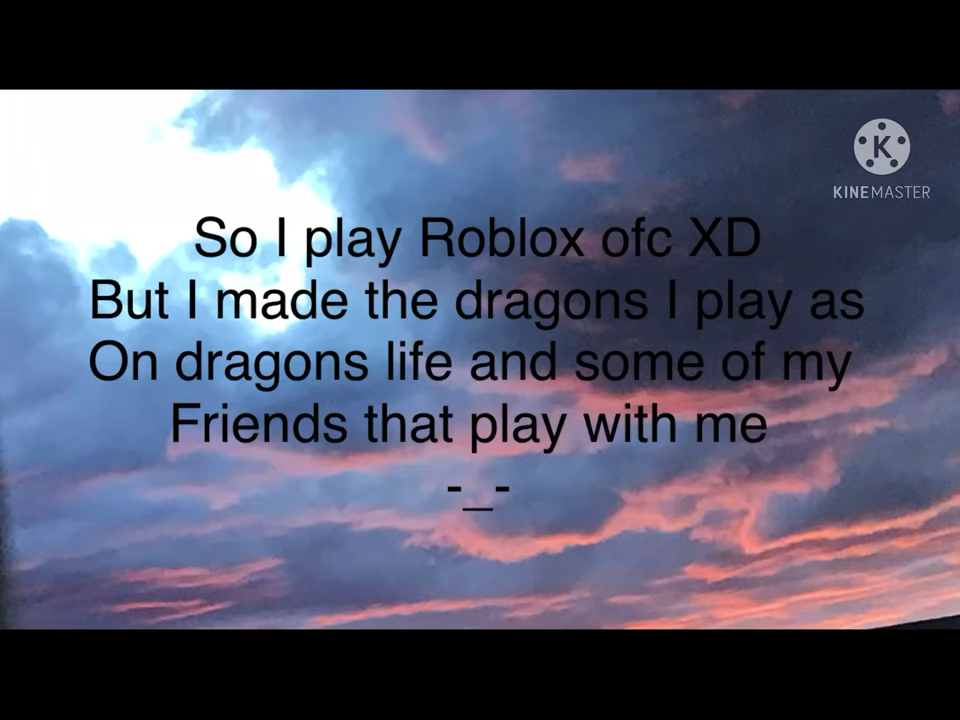 KINEMASTER
So I play Roblox ofc XD
But I made the dragons I play as
On dragons life and some of my
Friends that play with me
-_-